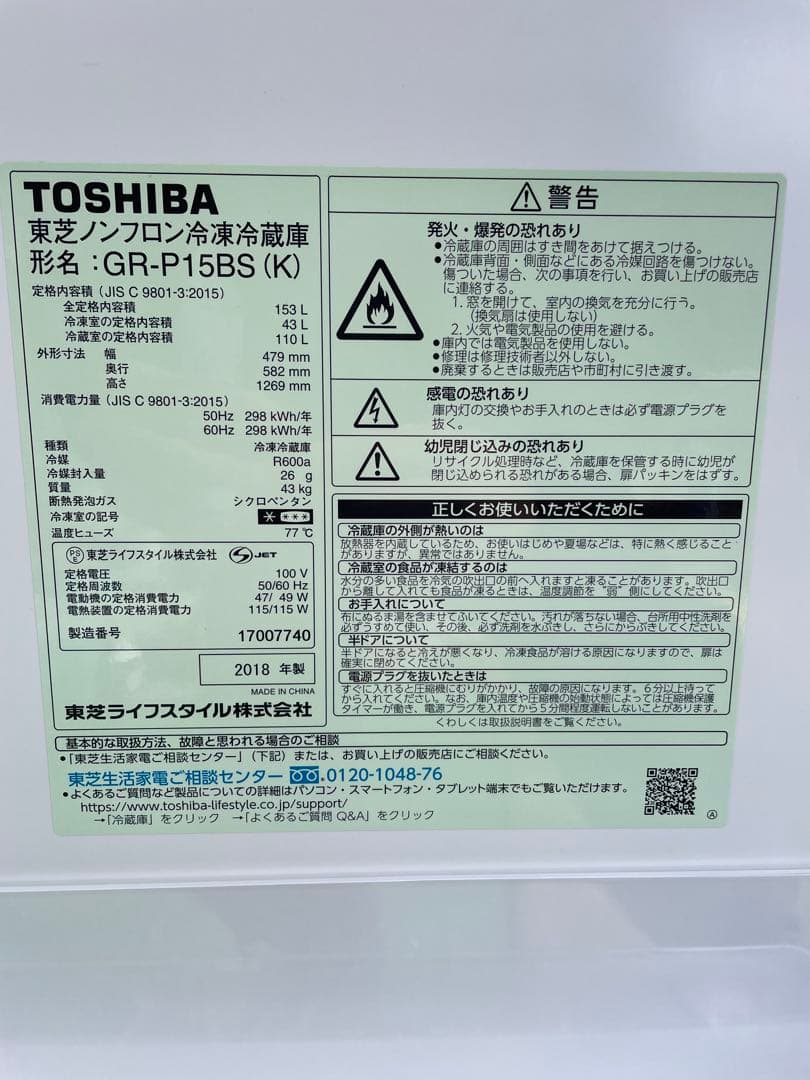 TOSHIBA
東芝ノンフロン冷凍冷蔵庫
形名：GR-P15BS (K)
定格内容積（JIS C 9801-3:2015）
全定格内容積 153 L
冷凍室の定格内容積 43 L
冷蔵室の定格内容積 110 L
外形寸法 幅 479 mm
奥行 582 mm
高さ 1269 mm
消費電力量（JIS C 9801-3:2015）
50Hz 298 kWh/年
60Hz 298 kWh/年
種類 冷凍冷蔵庫
冷媒 R600a
冷媒封入量 26 g
質量 43 kg
断熱発泡ガス シクロペンタン
冷凍室の記号 * ***
温度ヒューズ 77 ℃
PSE 東芝ライフスタイル株式会社 JET
定格電圧 100 V
定格周波数 50/60 Hz
電動機の定格消費電力 47/ 49 W
電熱装置の定格消費電力 115/115 W
製造番号 17007740
2018 年製
MADE IN CHINA
東芝ライフスタイル株式会社
警告
発火・爆発の恐れあり
●冷蔵庫の周囲はすき間をあけて据えつける。
●冷蔵庫背面・側面などにある冷媒回路を傷つけない。
傷ついた場合、次の事項を行い、お買い上げの販売店
に連絡する。
1. 窓を開けて、室内の換気を充分に行う。
(換気扇は使用しない)
2. 火気や電気製品の使用を避ける。
●庫内では電気製品を使用しない。
●修理は修理技術者以外しない。
●廃棄するときは販売店や市町村に引き渡す。
感電の恐れあり
庫内灯の交換やお手入れのときは必ず電源プラグを
抜く。
幼児閉じ込みの恐れあり
リサイクル処理時など、冷蔵庫を保管する時に幼児が
閉じ込められる恐れがある場合、扉パッキンをはずす。
正しくお使いいただくために
冷蔵庫の外側が熱いのは
放熱器を内蔵しているため、お使いはじめや夏場などは、特に熱く感じること
がありますが、異常ではありません。
冷蔵室の食品が凍結するのは
水分の多い食品を冷気の吹出口の前へ入れますと凍ることがあります。吹出口
から離して入れても食品が凍るときは、温度調節を“弱”側にしてください。
お手入れについて
布にぬるま湯を含ませてふいてください。汚れが落ちない場合、台所用中性洗剤を
必ずうすめて使い、その後、必ず洗剤を水ぶきし、さらにからぶきしてください。
半ドアについて
半ドアになると冷えが悪くなり、冷凍食品が溶ける原因になりますので、扉は
確実に閉めてください。
電源プラグを抜いたときは
すぐに入れると圧縮機にむりがかかり、故障の原因になります。6分以上待って
から入れてください。なお、庫内温度や圧縮機の始動状態によっては圧縮機保護
タイマーが働き、電源プラグを入れてから5分間程度運転しないことがあります。
くわしくは取扱説明書をご覧ください。
基本的な取扱方法、故障と思われる場合のご相談
●「東芝生活家電ご相談センター」（下記）または、お買い上げの販売店にご相談ください。
東芝生活家電ご相談センター 0120-1048-76
●よくあるご質問など製品についての詳細はパソコン・スマートフォン・タブレット端末でもご覧いただけます。
https://www.toshiba-lifestyle.co.jp/support/
→「冷蔵庫」をクリック →「よくあるご質問 Q&A」をクリック
Ⓐ